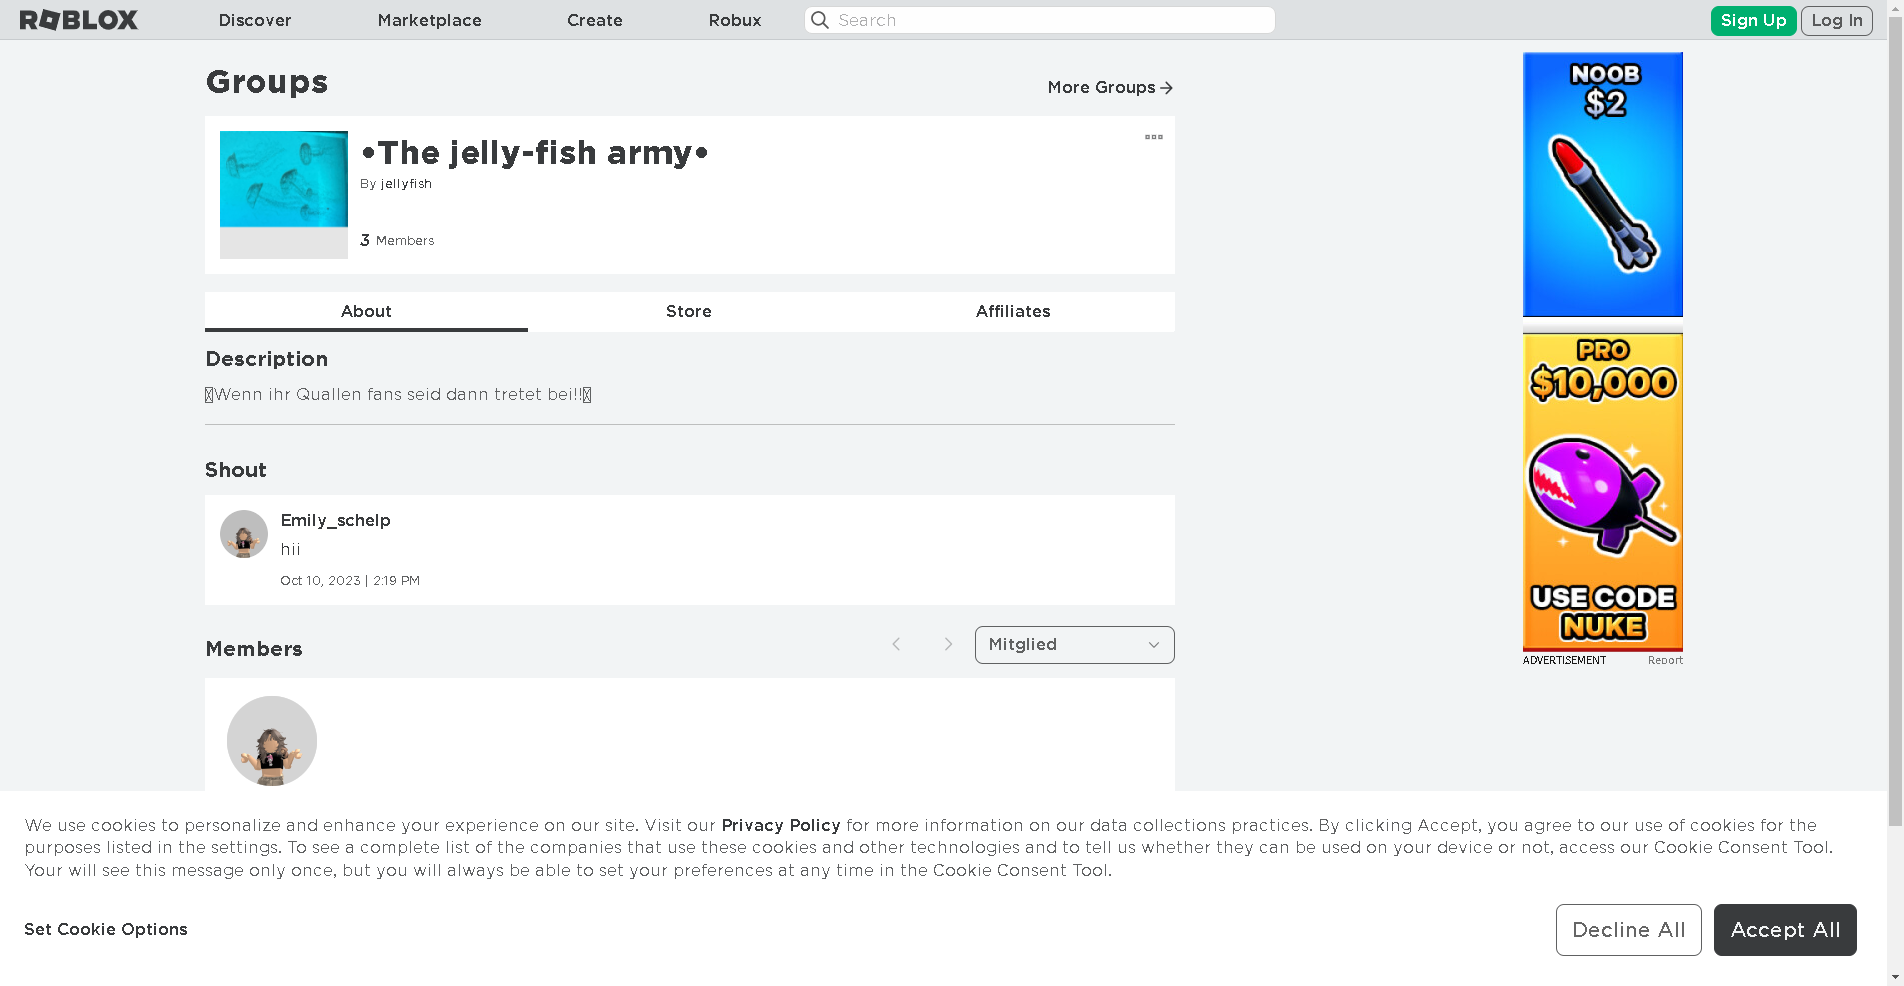 ROBLOX
Discover
Marketplace
Create
Robux
Search
Sign Up
Log In
Groups
More Groups
•The jelly-fish army•
By jellyfish
3 Members
About
Store
Affiliates
Description
Wenn ihr Quallen fans seid dann tretet bei!!
Shout
Emily_schelp
hii
Oct 10, 2023 | 2:19 PM
Members
Mitglied
NOOB
$2
PRO
$10,000
USE CODE
NUKE
ADVERTISEMENT
Report
We use cookies to personalize and enhance your experience on our site. Visit our Privacy Policy for more information on our data collections practices. By clicking Accept, you agree to our use of cookies for the
purposes listed in the settings. To see a complete list of the companies that use these cookies and other technologies and to tell us whether they can be used on your device or not, access our Cookie Consent Tool.
Your will see this message only once, but you will always be able to set your preferences at any time in the Cookie Consent Tool.
Set Cookie Options
Decline All
Accept All